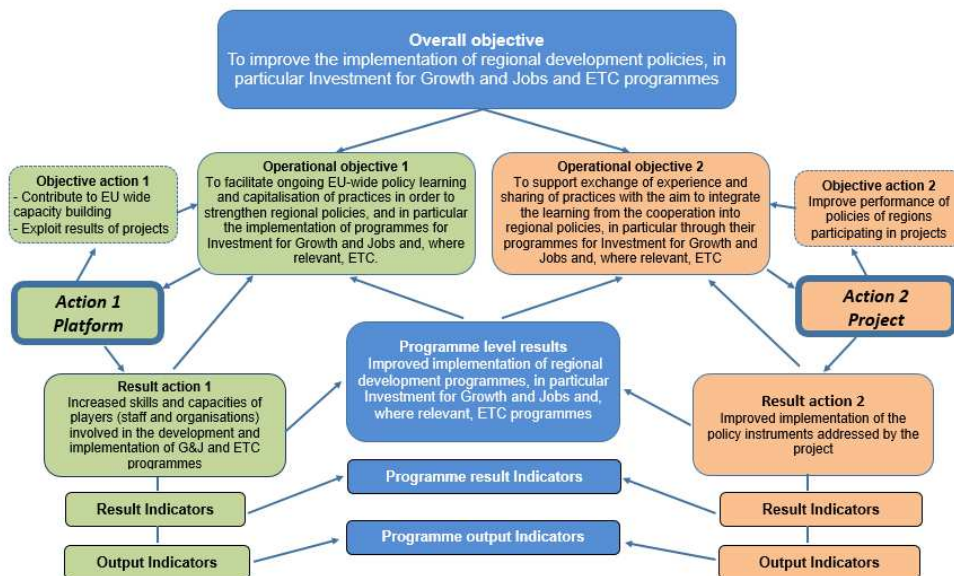 Overall objective
To improve the implementation of regional development policies, in
particular Investment for Growth and Jobs and ETC programmes
Objective action 1
- Contribute to EU wide
capacity building
- Exploit results of projects
Operational objective 1
To facilitate ongoing EU-wide policy learning
and capitalisation of practices in order to
strengthen regional policies, and in particular
the implementation of programmes for
Investment for Growth and Jobs and, where
relevant, ETC.
Operational objective 2
To support exchange of experience and
sharing of practices with the aim to integrate
the learning from the cooperation into
regional policies, in particular through their
programmes for Investment for Growth and
Jobs and, where relevant, ETC
Objective action 2
Improve performance of
policies of regions
participating in projects
Action 1
Platform
Action 2
Project
Programme level results
Improved implementation of regional
development programmes, in particular
Investment for Growth and Jobs and,
where relevant, ETC programmes
Result action 1
Increased skills and capacities of
players (staff and organisations)
involved in the development and
implementation of G&J and ETC
programmes
Result action 2
Improved implementation of the
policy instruments addressed by the
project
Result Indicators
Programme result Indicators
Result Indicators
Output Indicators
Programme output Indicators
Output Indicators